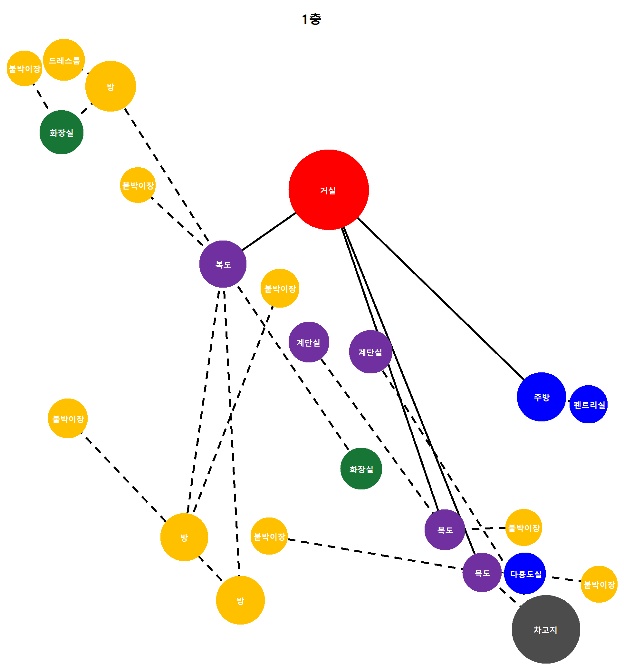 1층
드레스룸
붙박이장
방
화장실
붙박이장
거실
복도
붙박이장
계단실
계단실
주방
팬트리실
붙박이장
화장실
복도
붙박이장
방
붙박이장
복도
다용도실
붙박이장
방
차고지